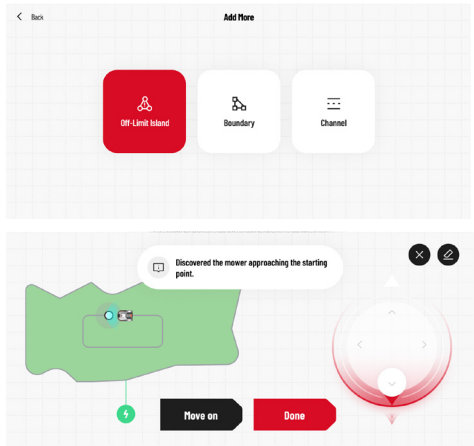 Back
Add More
Off-Limit Island
Boundary
Channel
Discovered the mower approaching the starting
point.
Move on
Done